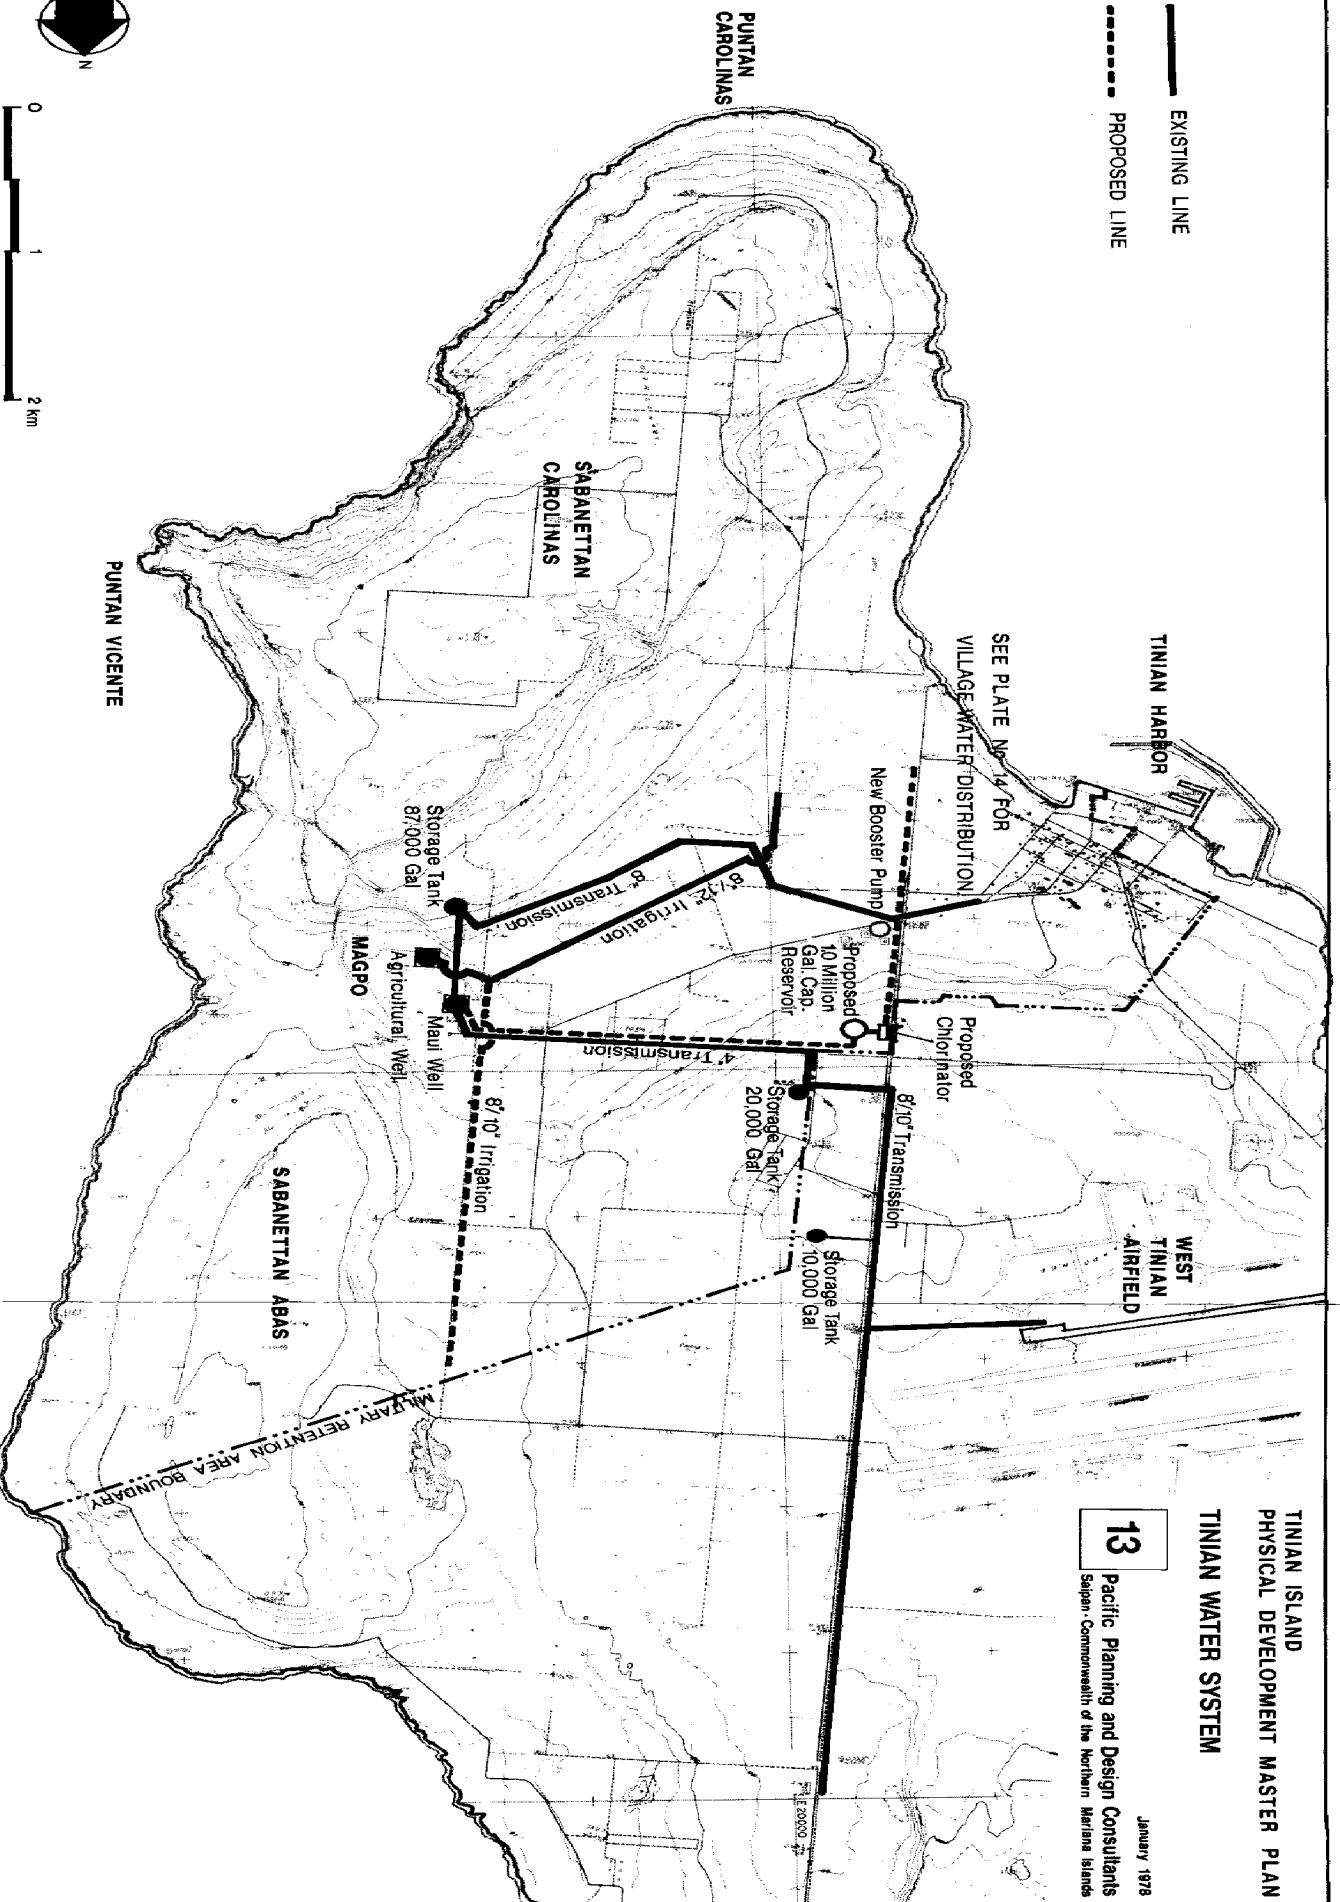 TINIAN ISLAND
PHYSICAL DEVELOPMENT MASTER PLAN
TINIAN WATER SYSTEM
January 1978
13
Pacific Planning and Design Consultants
Saipan · Commonwealth of the Northern Mariana Islands
EXISTING LINE
PROPOSED LINE
TINIAN HARBOR
SEE PLATE No 14 FOR
VILLAGE WATER DISTRIBUTION
WEST
TINIAN
AIRFIELD
Proposed
Chlorinator
New Booster Pump
Proposed
10 Million
Gal. Cap.
Reservoir
8"/10" Transmission
Storage Tank
10,000 Gal
Storage Tank
20,000 Gal
4" Transmission
8"/12" Irrigation
8" Transmission
Storage Tank
87,000 Gal
Maui Well
Agricultural Well
MAGPO
8"/10" Irrigation
PUNTAN
CAROLINAS
SABANETTAN
CAROLINAS
SABANETTAN ABAS
MILITARY RETENTION AREA BOUNDARY
PUNTAN VICENTE
E 20000
N
0 1 2 km